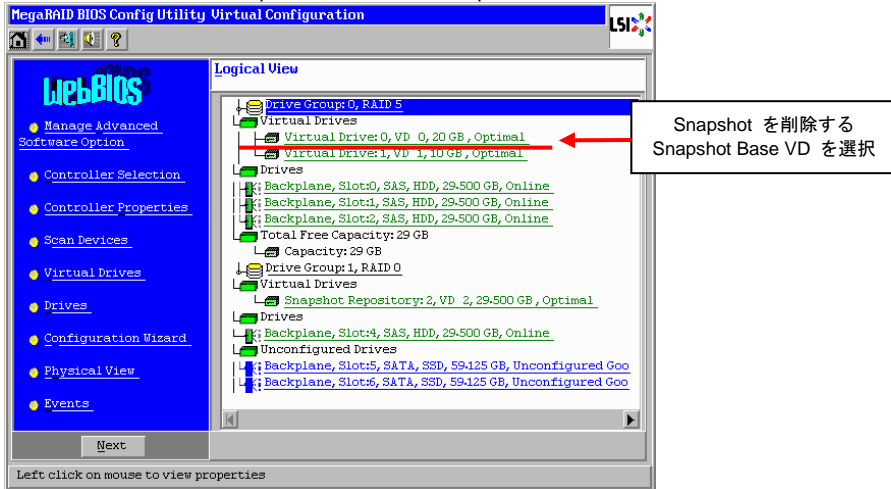 MegaRAID BIOS Config Utility Virtual Configuration
LSI
Logical View
WebBIOS
Manage Advanced
Software Option
Controller Selection
Controller Properties
Scan Devices
Virtual Drives
Drives
Configuration Wizard
Physical View
Events
Next
Drive Group: 0, RAID 5
Virtual Drives
Virtual Drive: 0, VD 0, 20 GB, Optimal
Virtual Drive: 1, VD 1, 10 GB, Optimal
Drives
Backplane, Slot:0, SAS, HDD, 29.500 GB, Online
Backplane, Slot:1, SAS, HDD, 29.500 GB, Online
Backplane, Slot:2, SAS, HDD, 29.500 GB, Online
Total Free Capacity: 29 GB
Capacity: 29 GB
Drive Group: 1, RAID 0
Virtual Drives
Snapshot Repository: 2, VD 2, 29.500 GB, Optimal
Drives
Backplane, Slot:4, SAS, HDD, 29.500 GB, Online
Unconfigured Drives
Backplane, Slot:5, SATA, SSD, 59.125 GB, Unconfigured Goo
Backplane, Slot:6, SATA, SSD, 59.125 GB, Unconfigured Goo
Snapshot を削除する
Snapshot Base VD を選択
Left click on mouse to view properties